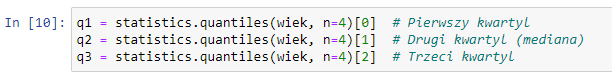 In [10]: q1 = statistics.quantiles(wiek, n=4)[0]  # Pierwszy kwartyl
q2 = statistics.quantiles(wiek, n=4)[1]  # Drugi kwartyl (mediana)
q3 = statistics.quantiles(wiek, n=4)[2]  # Trzeci kwartyl